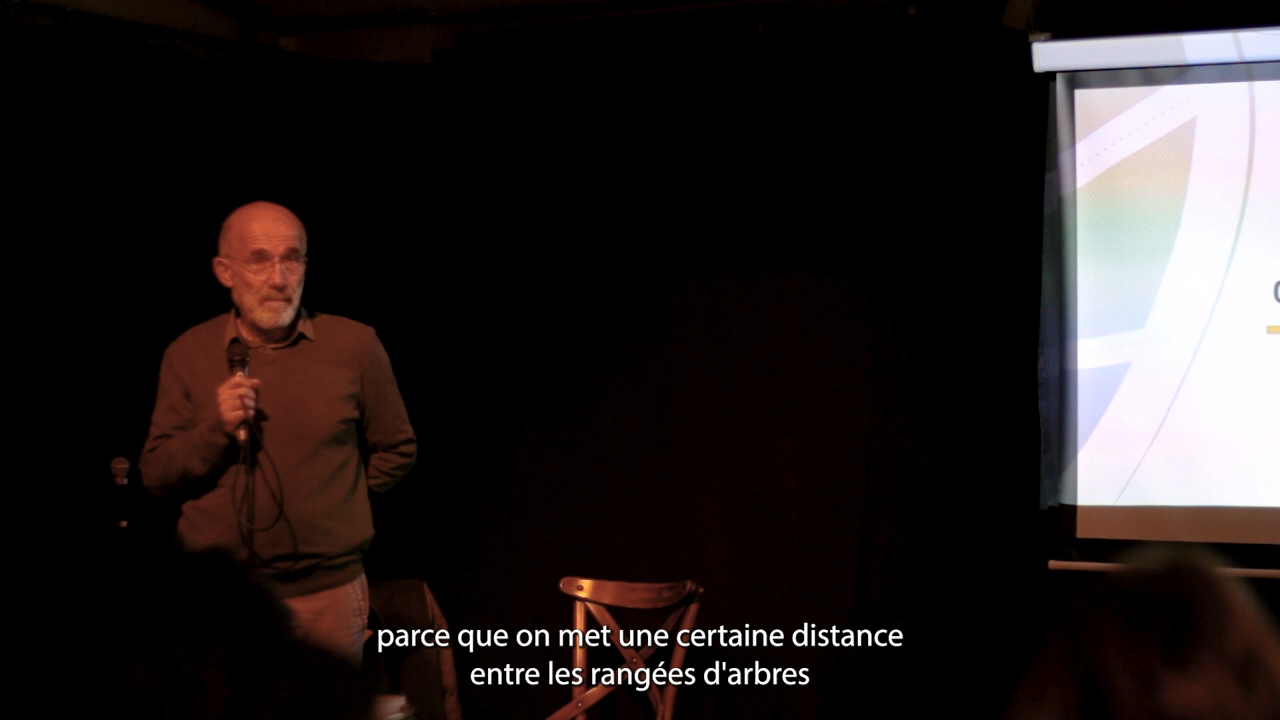 parce que on met une certaine distance
entre les rangées d'arbres